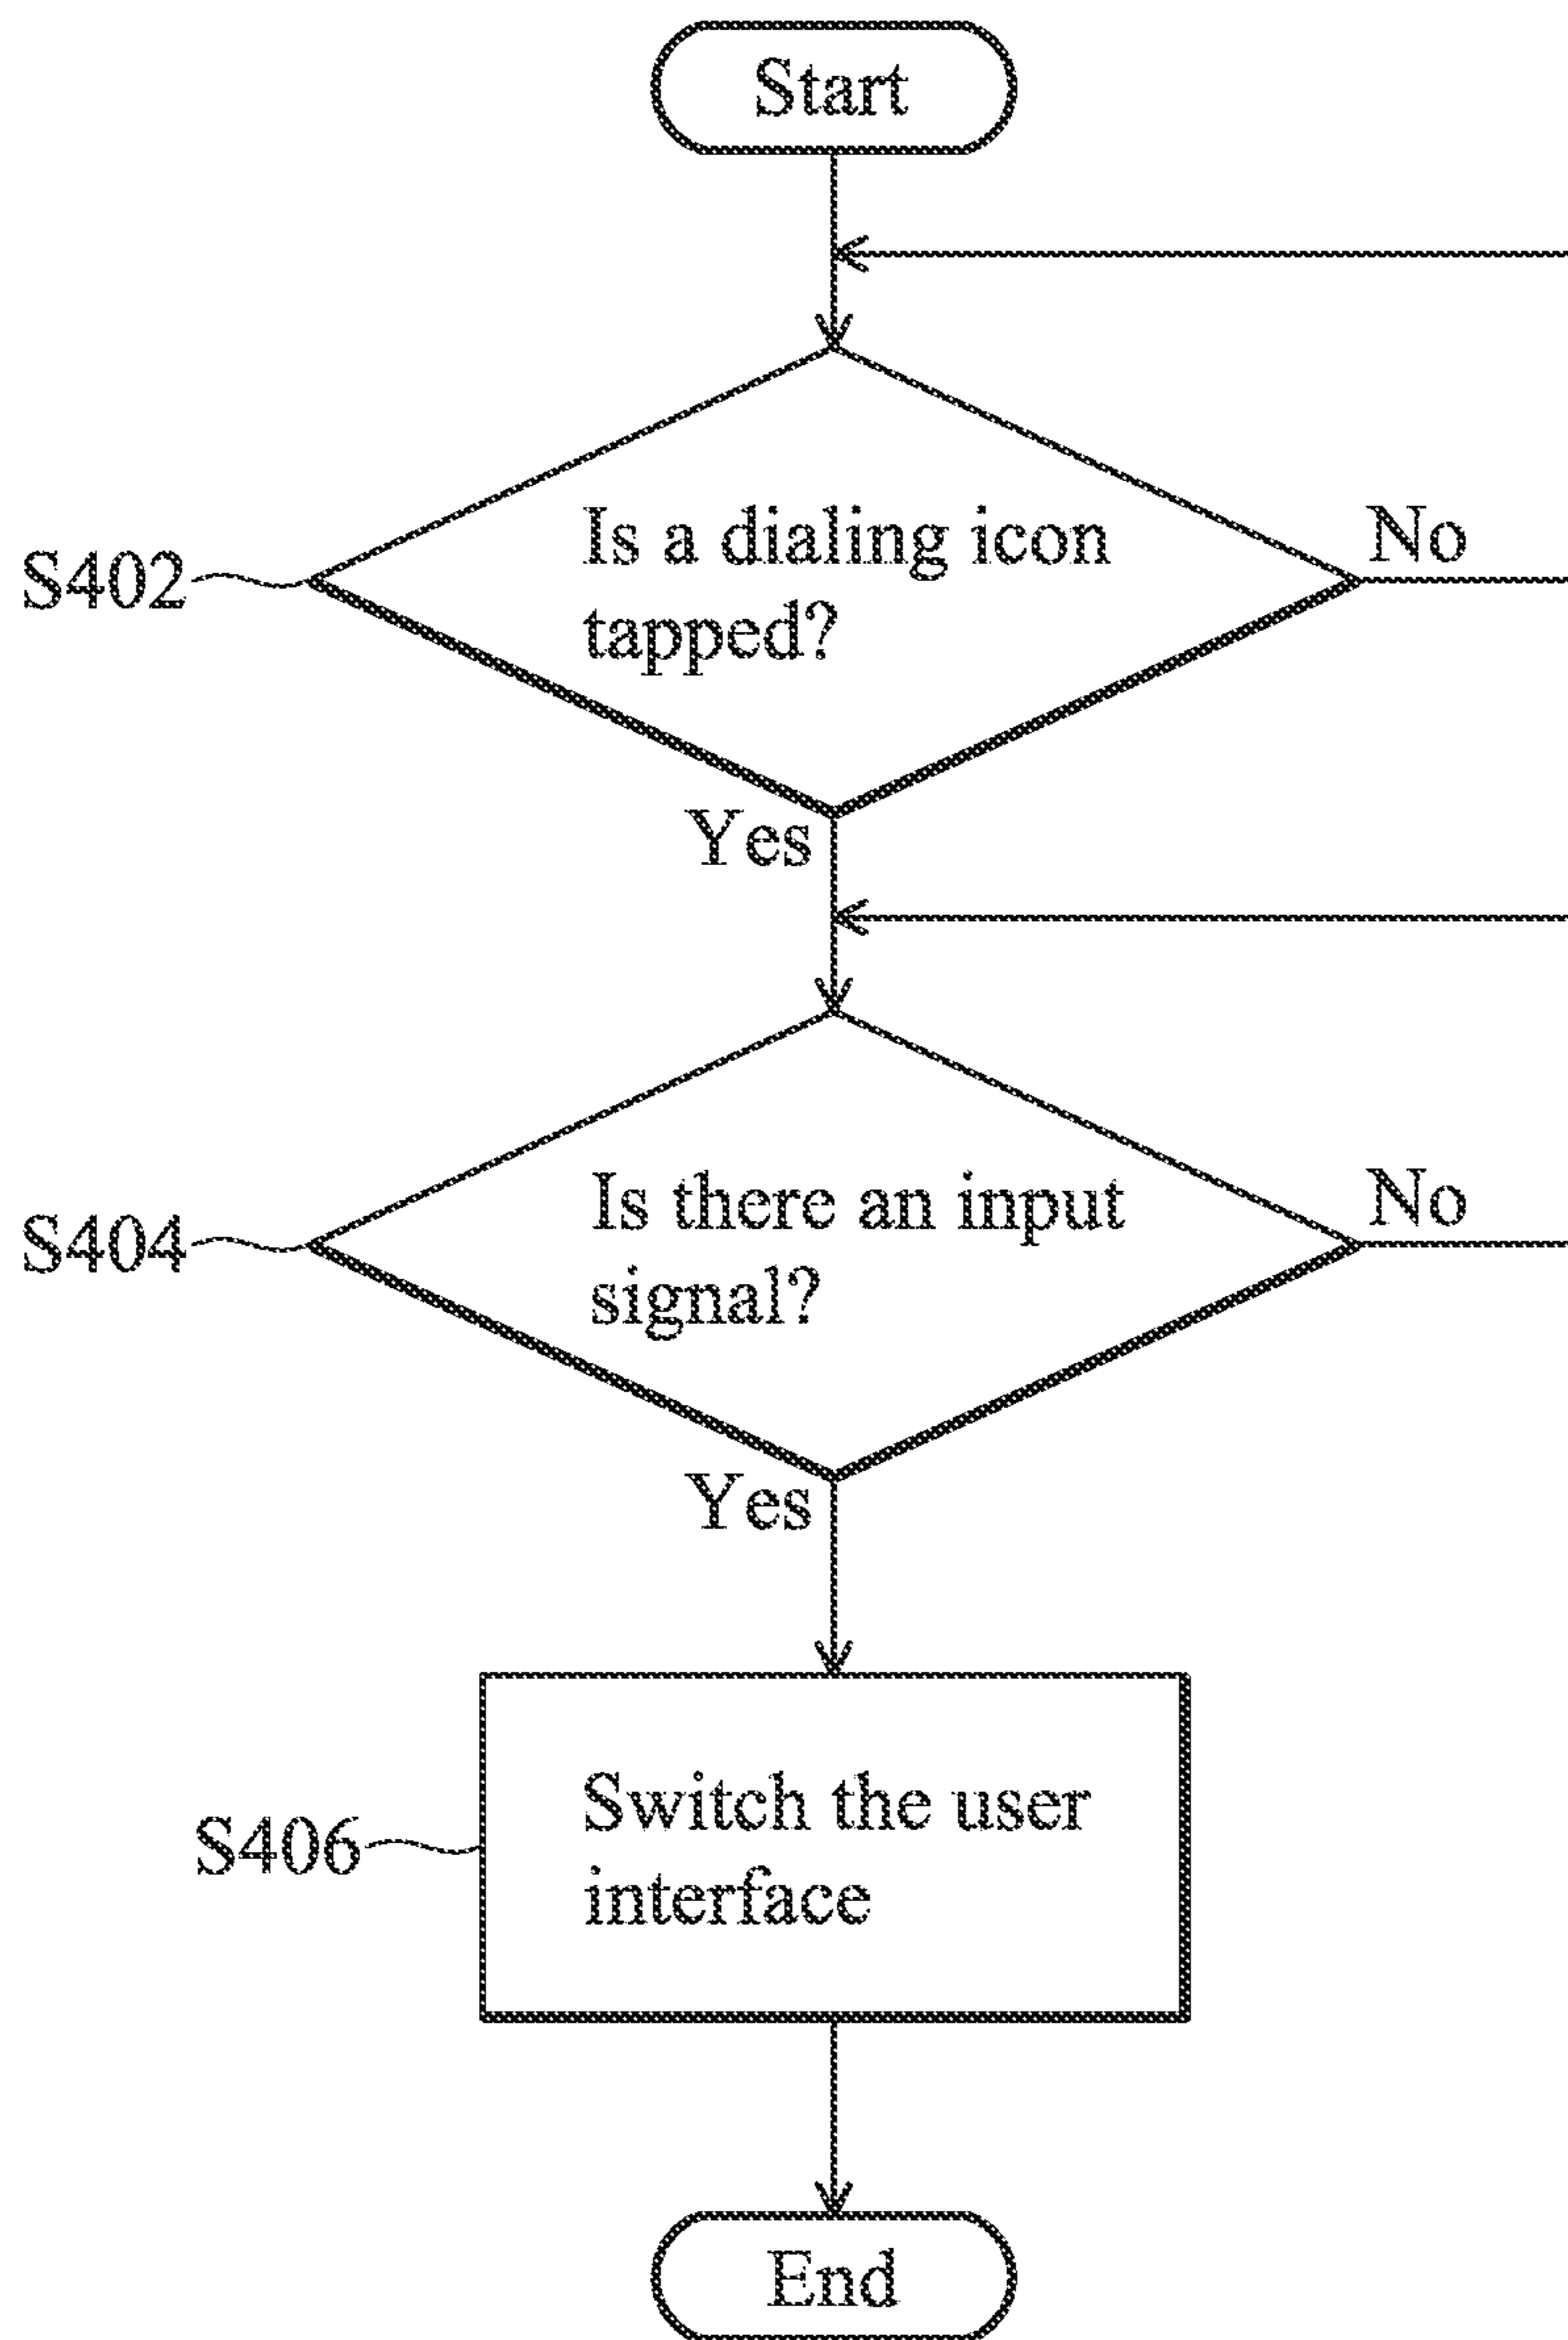 Start
S402
Is a dialing icon
tapped?
No
Yes
S404
Is there an input
signal?
No
Yes
S406
Switch the user
interface
End